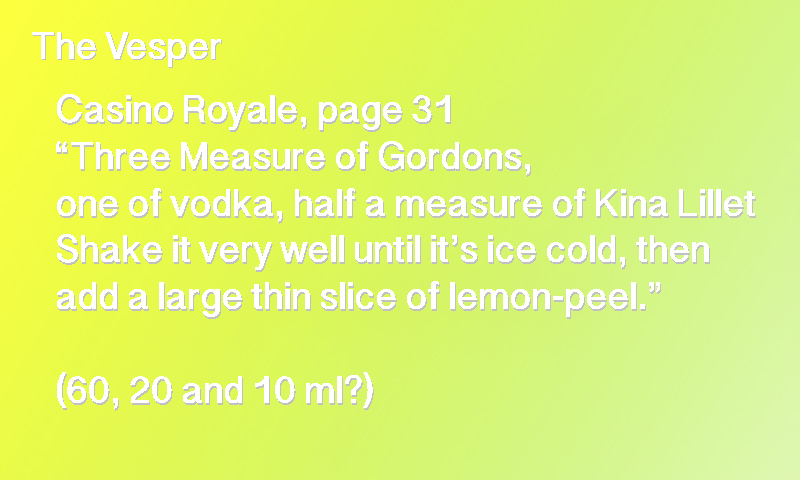 The Vesper
Casino Royale, page 31
“Three Measure of Gordons,
one of vodka, half a measure of Kina Lillet
Shake it very well until it’s ice cold, then
add a large thin slice of lemon-peel.”
(60, 20 and 10 ml?)